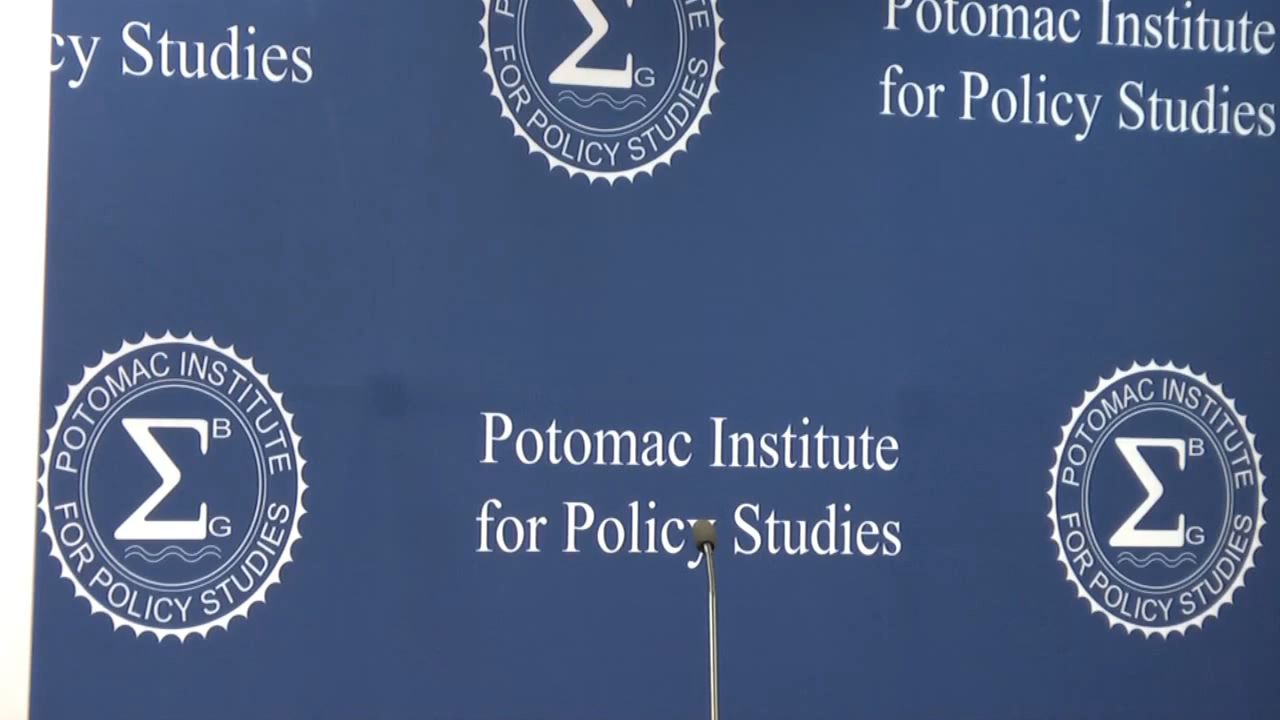 cy Studies
FOR POLICY STUDIES
Σ
G
Potomac Institute
for Policy Studies
POTOMAC INSTITUTE
FOR POLICY STUDIES
Σ
B
G
Potomac Institute
for Policy Studies
POTOMAC INSTITUTE
FOR POLICY STUDIES
Σ
B
G